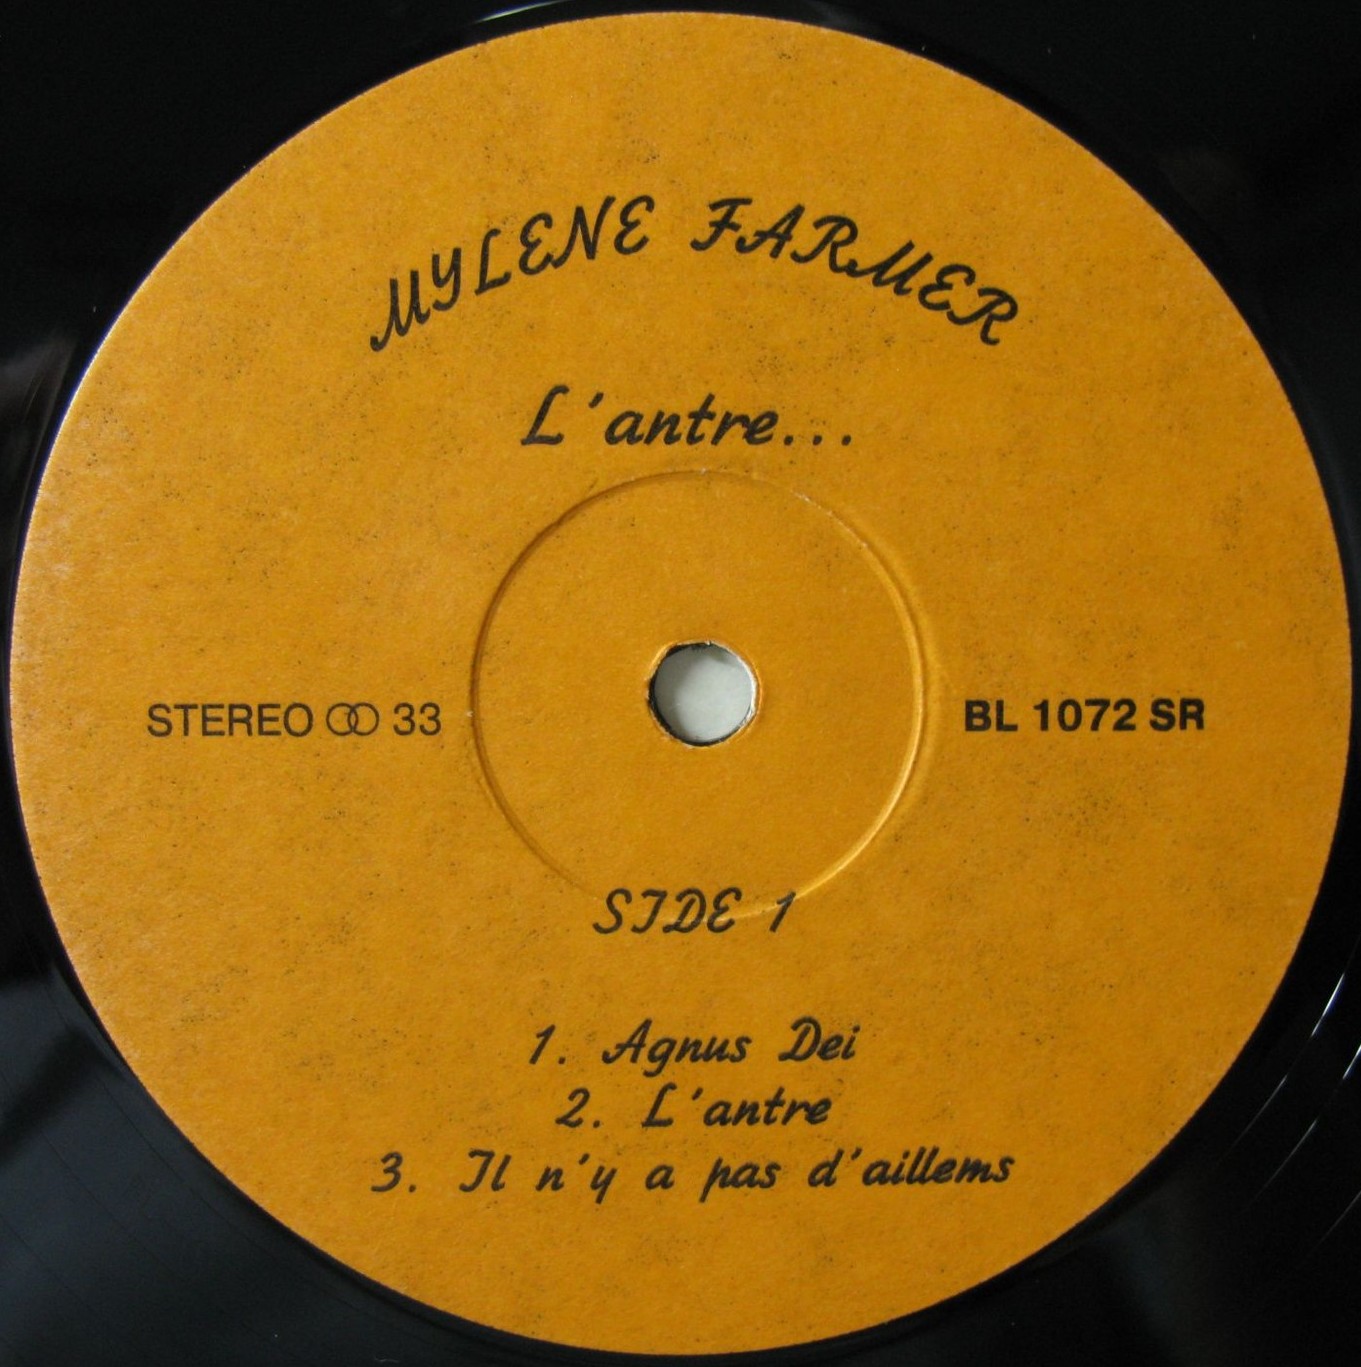 MYLENE FARMER
L'antre...
STEREO 33
BL 1072 SR
SIDE 1
1. Agnus Dei
2. L'antre
3. Il n'y a pas d'aillems